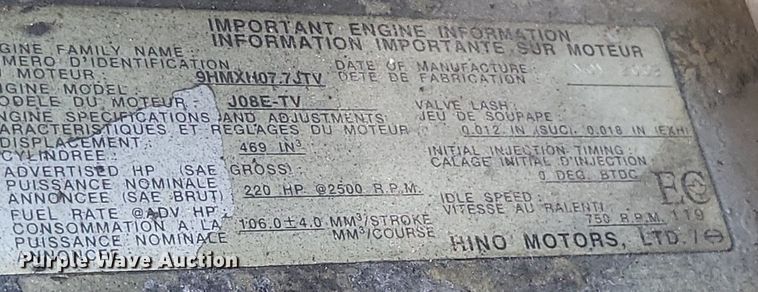 IMPORTANT ENGINE INFORMATION
INFORMATION IMPORTANTE SUR MOTEUR
NGINE FAMILY NAME
MERO D'IDENTIFICATION
U MOTEUR: 9HMXH07.7JTV
DATE OF MANUFACTURE:
DETE DE FABRICATION
NGINE MODEL:
ODELE DU MOTEUR: J08E-TV
NGINE SPECIFICATIONS AND ADJUSTMENTS
ARACTERISTIQUES ET REGLAGES DU MOTEUR
DISPLACEMENT:
CYLINDREE: 469 IN³
ADVERTISED HP (SAE GROSS):
PUISSANCE NOMINALE
ANNONCEE (SAE BRUT) 220 HP @2500 R.P.M.
FUEL RATE @ADV HP
CONSOMMATION A LA 106.0±4.0 MM³/STROKE
PUISSANCE NOMINALE MM³/COURSE
VALVE LASH:
JEU DE SOUPAPE:
0.012 IN (SUC), 0.018 IN (EXH)
INITIAL INJECTION TIMING:
CALAGE INITIAL D'INJECTION:
0 DEG. BTDC
IDLE SPEED:
VITESSE AU RALENTI:
750 R.P.M. 119
HINO MOTORS, LTD.
Purple Wave Auction